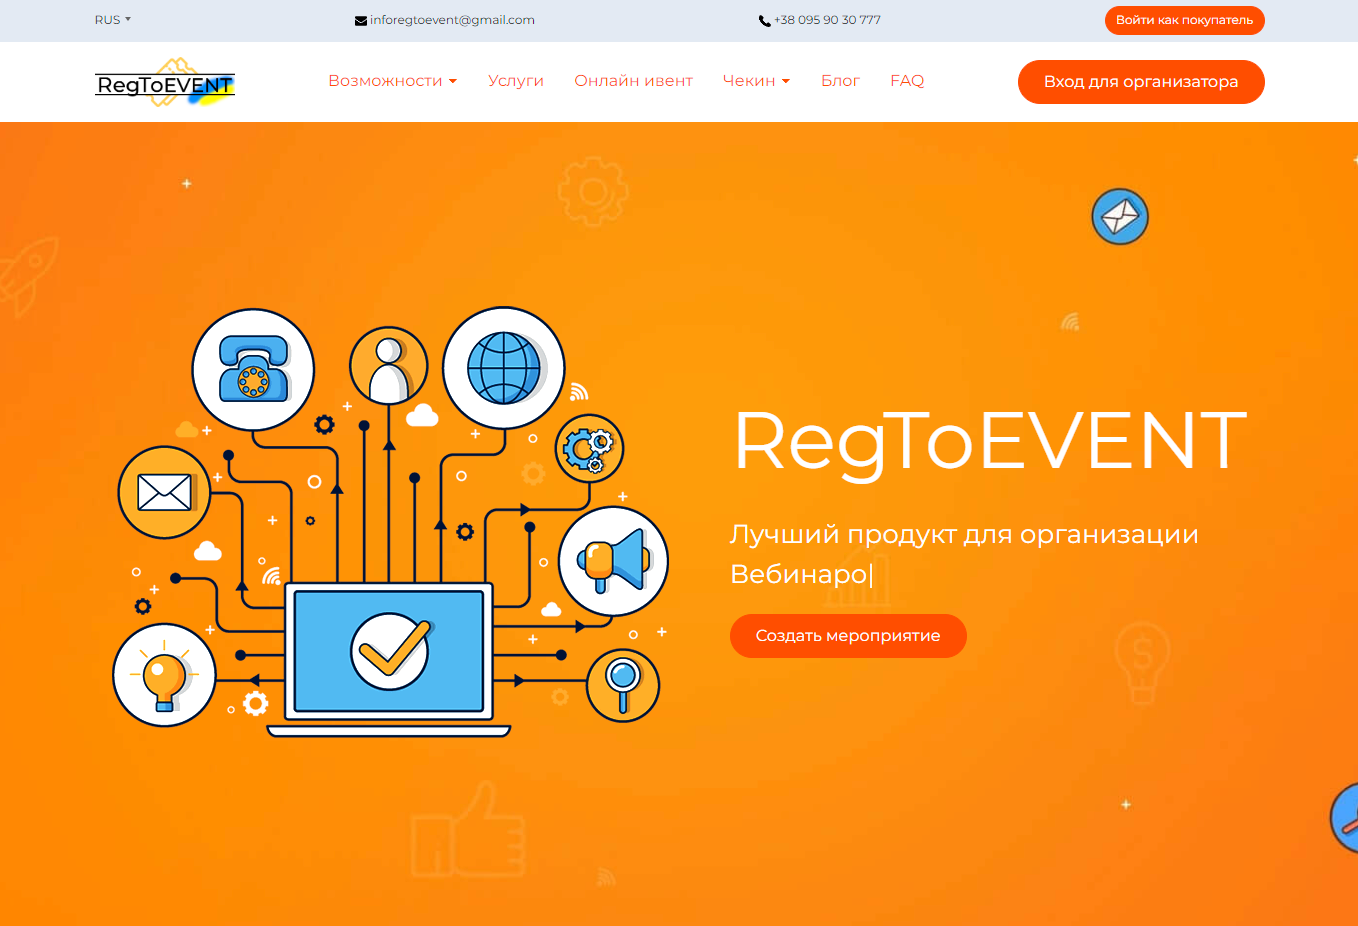 RUS
inforegtoevent@gmail.com
+38 095 90 30 777
Войти как покупатель
RegToEVENT
Возможности
Услуги
Онлайн ивент
Чекин
Блог
FAQ
Вход для организатора
RegToEVENT
Лучший продукт для организации
Вебинаро|
Создать мероприятие